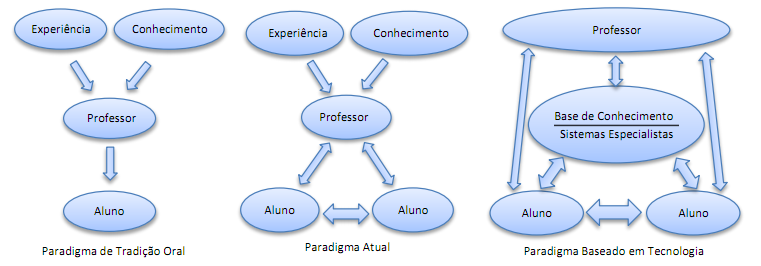 Experiência
Conhecimento
Professor
Aluno
Paradigma de Tradição Oral
Experiência
Conhecimento
Professor
Aluno
Aluno
Paradigma Atual
Professor
Base de Conhecimento
Sistemas Especialistas
Aluno
Aluno
Paradigma Baseado em Tecnologia